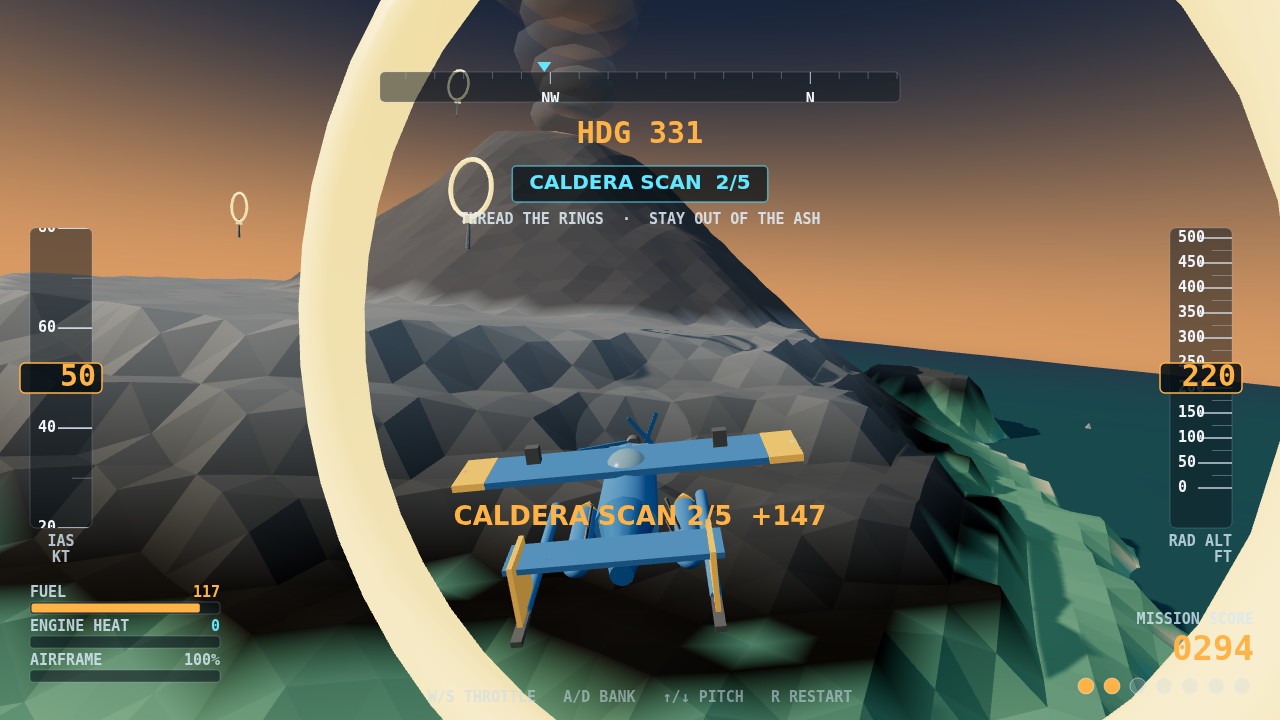 NW N
HDG 331
CALDERA SCAN 2/5
THREAD THE RINGS · STAY OUT OF THE ASH
80
60
50
40
20
IAS
KT
500
450
400
350
300
250
220
150
100
50
0
RAD ALT
FT
CALDERA SCAN 2/5 +147
FUEL 117
ENGINE HEAT 0
AIRFRAME 100%
MISSION SCORE
0294
W/S THROTTLE A/D BANK ↑/↓ PITCH R RESTART